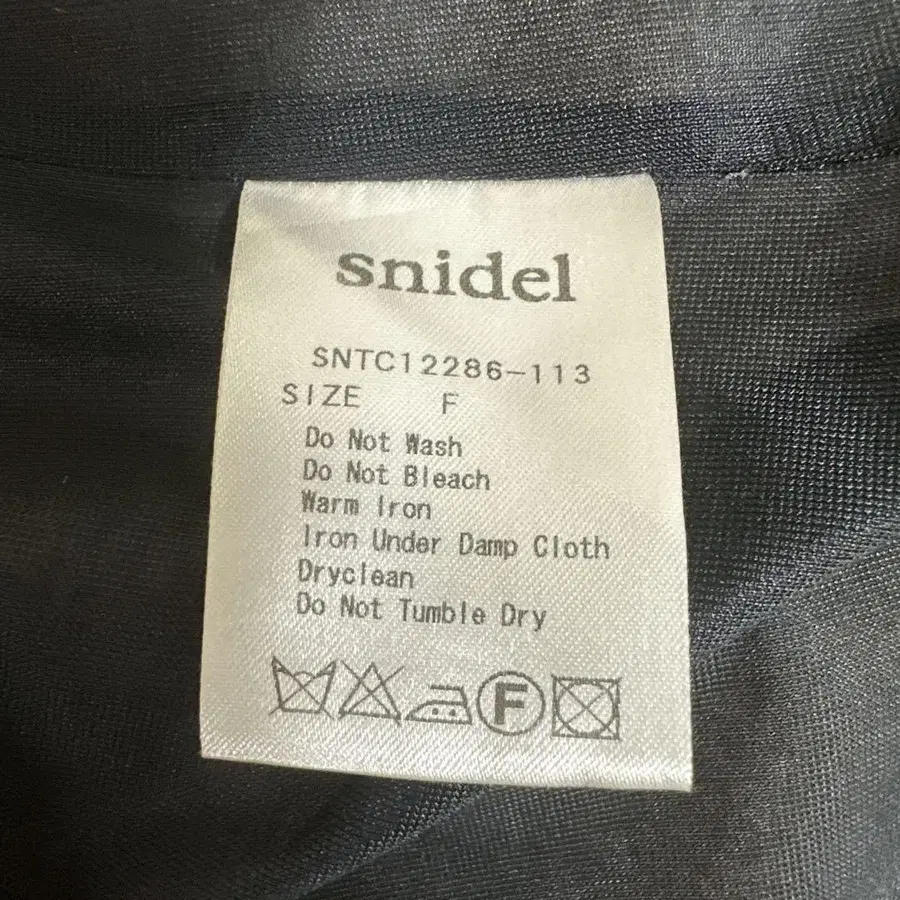 snidel
SNTC12286-113
SIZE F
Do Not Wash
Do Not Bleach
Warm Iron
Iron Under Damp Cloth
Dryclean
Do Not Tumble Dry
F